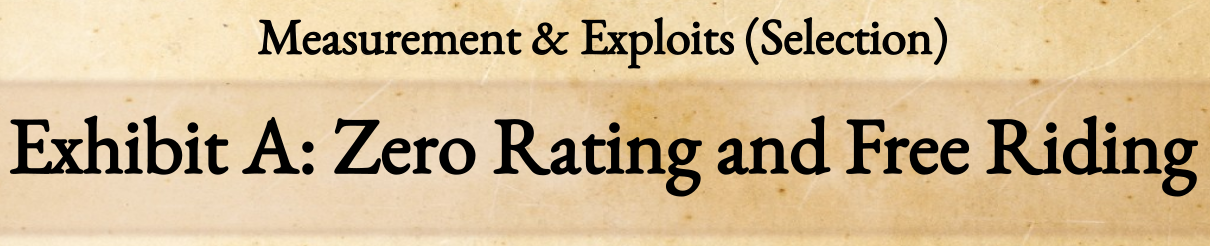 Measurement & Exploits (Selection)
Exhibit A: Zero Rating and Free Riding